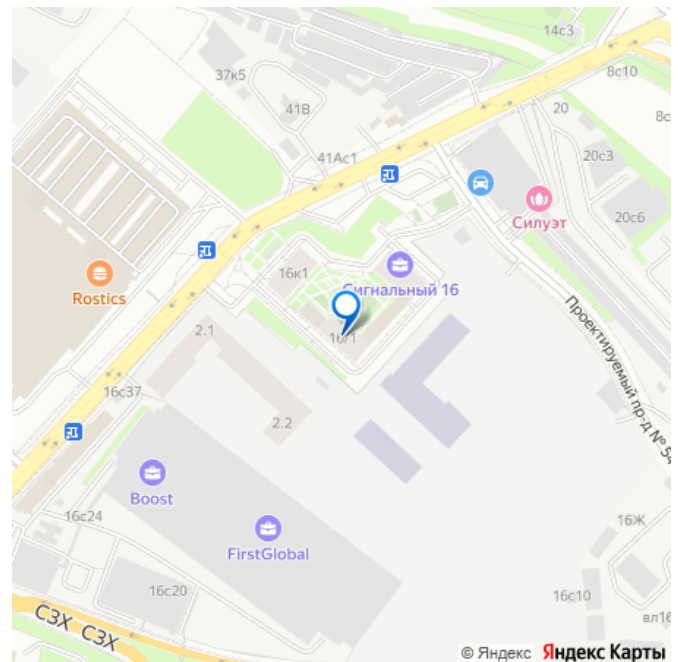 14с3
37к5
8с10
41В
20
8с
41Ас1
20с3
Силуэт
20с6
16к1
Сигнальный 16
Rostics
2.1
16/1
Проектируемый пр-д № 54
16с37
2.2
Boost
16с24
FirstGlobal
16Ж
16с20
16с10
СЗХ СЗХ
вл16
© Яндекс Яндекс Карты